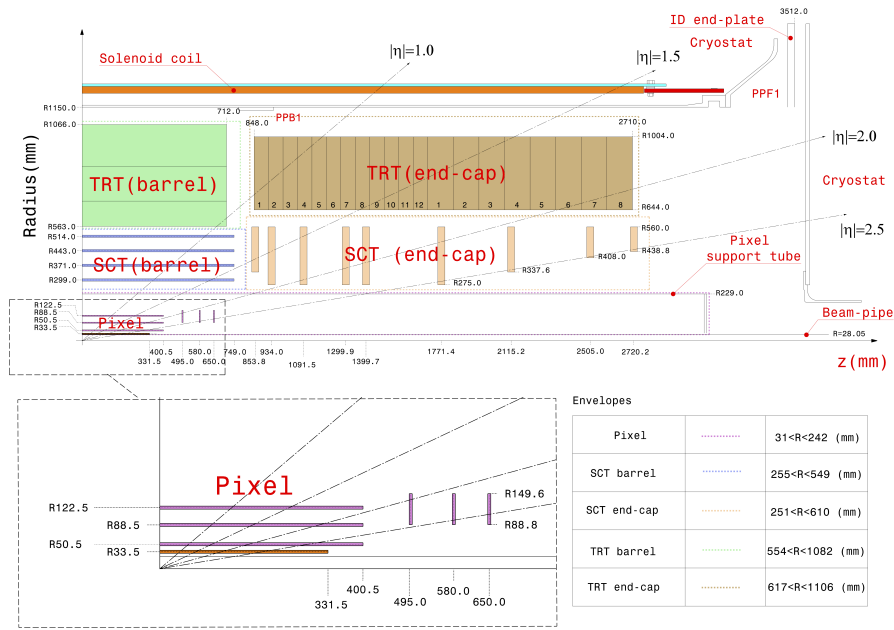 3512.0
ID end-plate
Cryostat
|η|=1.0
|η|=1.5
Solenoid coil
PPF1
R1150.0
712.0
PPB1
2710.0
R1066.0
848.0
R1004.0
|η|=2.0
Radius(mm)
TRT(barrel)
TRT(end-cap)
Cryostat
1 2 3 4 5 6 7 8 9 10 11 12 1 2 3 4 5 6 7 8
R644.0
R563.0
R560.0
|η|=2.5
R514.0
R443.0
SCT (end-cap)
R438.8
Pixel
support tube
R408.0
SCT(barrel)
R371.0
R337.6
R299.0
R275.0
R229.0
R122.5
R88.5
R50.5
R33.5
Pixel
Beam-pipe
R=28.05
400.5 580.0 749.0 934.0 1299.9 1771.4 2115.2 2505.0 2720.2
331.5 495.0 650.0 853.8 1091.5 1399.7
z(mm)
Envelopes
Pixel 31<R<242 (mm)
SCT barrel 255<R<549 (mm)
SCT end-cap 251<R<610 (mm)
TRT barrel 554<R<1082 (mm)
TRT end-cap 617<R<1106 (mm)
Pixel
R149.6
R122.5
R88.5
R88.8
R50.5
R33.5
400.5 580.0
331.5 495.0 650.0